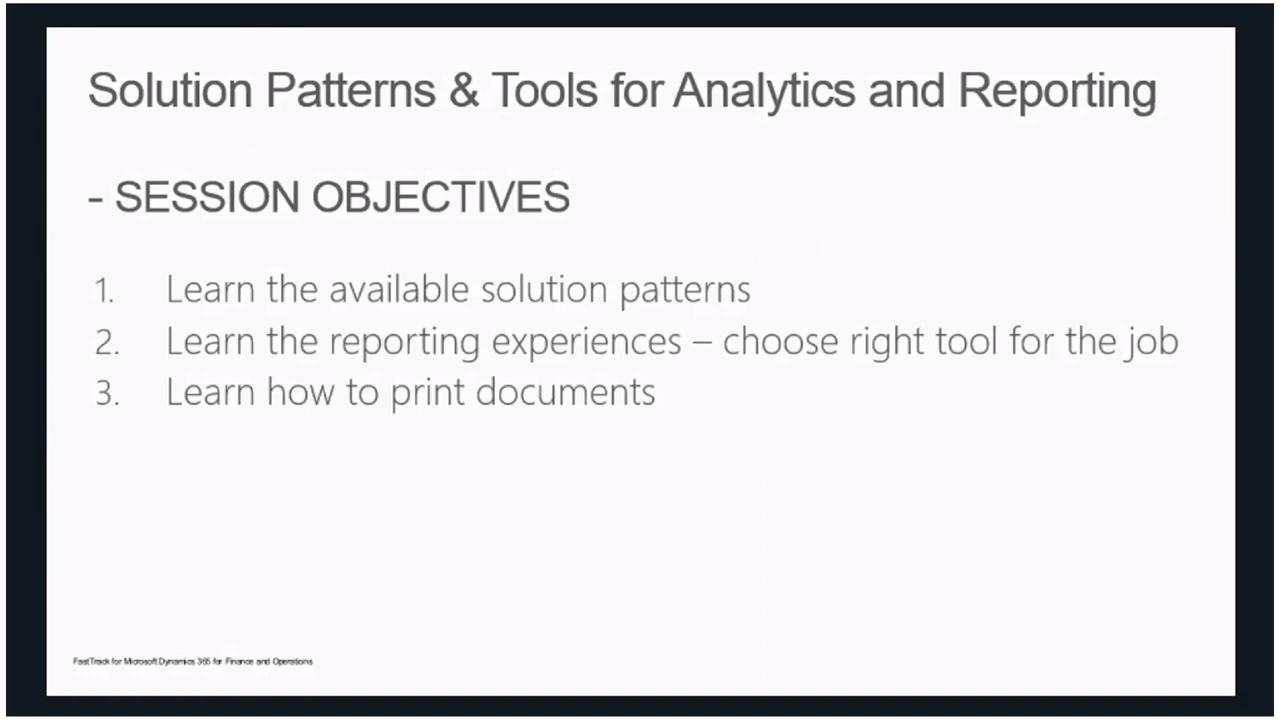 Solution Patterns & Tools for Analytics and Reporting
- SESSION OBJECTIVES
1. Learn the available solution patterns
2. Learn the reporting experiences – choose right tool for the job
3. Learn how to print documents
FastTrack for Microsoft Dynamics 365 for Finance and Operations